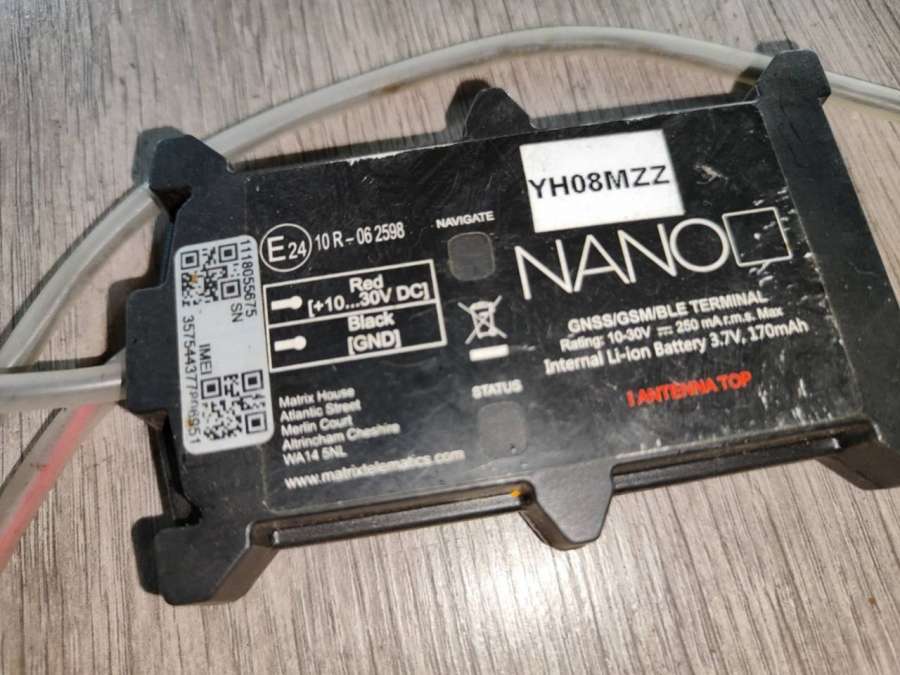 YH08MZZ
NANO
GNSS/GSM/BLE TERMINAL
Rating: 10-30V ⎓ 250 mA r.m.s. Max
Internal Li-ion Battery 3.7V, 170mAh
! ANTENNA TOP
NAVIGATE
STATUS
E24 10 R - 06 2598
Red
[+10...30V DC]
Black
[GND]
Matrix House
Atlantic Street
Merlin Court
Altrincham Cheshire
WA14 5NL
www.matrixtelematics.com
1118055675
SN
IMEI